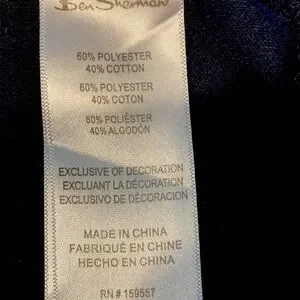 Ben Sherman
60% POLYESTER
40% COTTON
60% POLYESTER
40% COTON
60% POLIÉSTER
40% ALGODÓN
EXCLUSIVE OF DECORATION
EXCLUANT LA DÉCORATION
EXCLUSIVO DE DÉCORACION
MADE IN CHINA
FABRIQUÉ EN CHINE
HECHO EN CHINA
RN # 159557